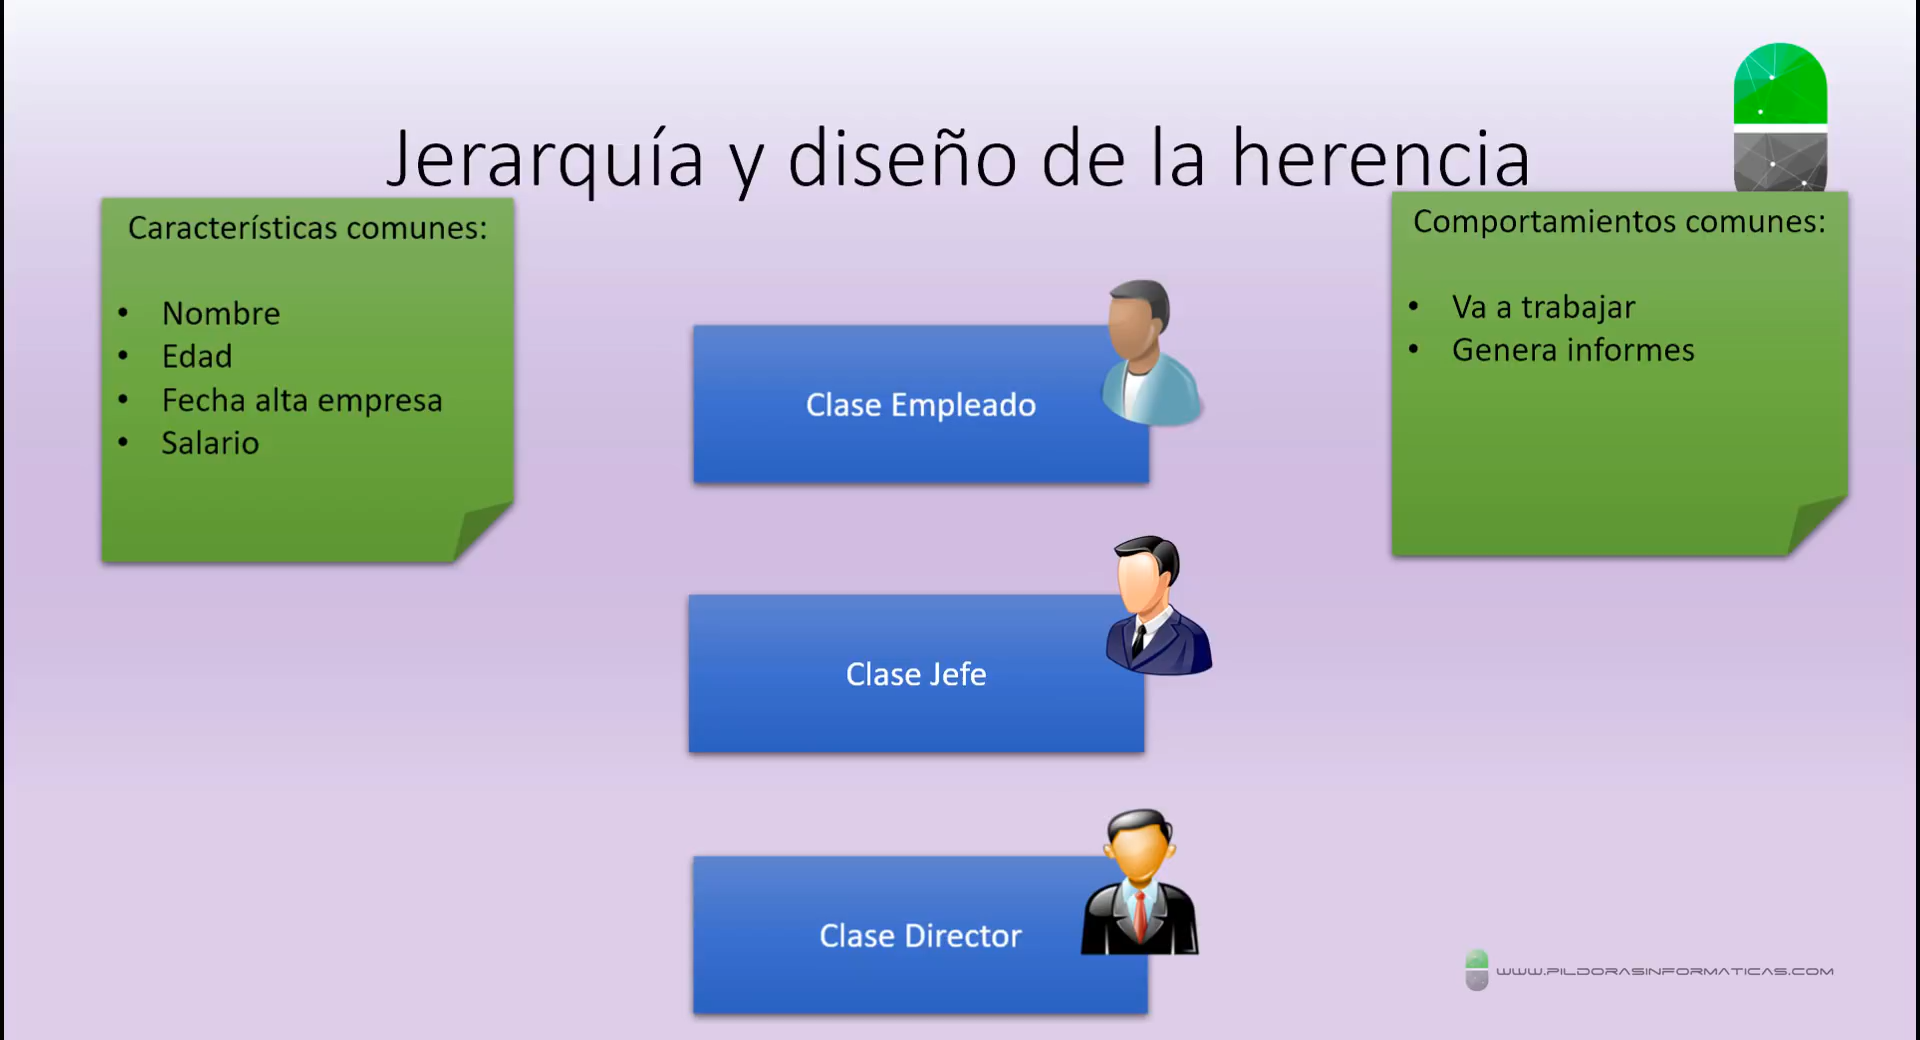 Jerarquía y diseño de la herencia
Características comunes:
• Nombre
• Edad
• Fecha alta empresa
• Salario
Comportamientos comunes:
• Va a trabajar
• Genera informes
Clase Empleado
Clase Jefe
Clase Director
WWW.PILDORASINFORMATICAS.COM